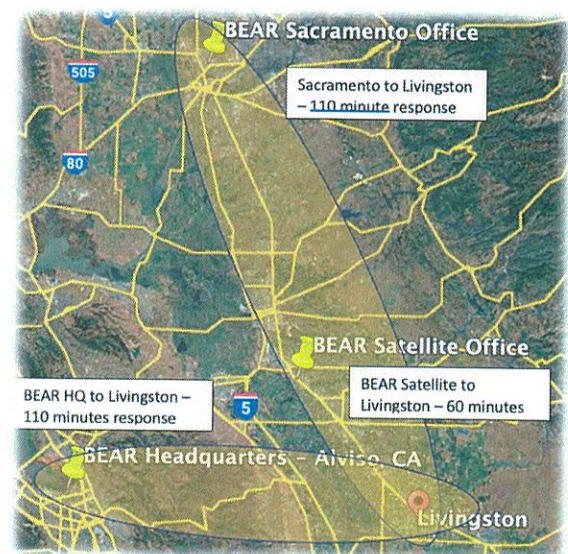 5
BEAR Sacramento Office
505
Sacramento to Livingston
– 110 minute response
80
BEAR Satellite Office
BEAR HQ to Livingston –
110 minutes response
5
BEAR Satellite to
Livingston – 60 minutes
BEAR Headquarters – Alviso, CA
Livingston